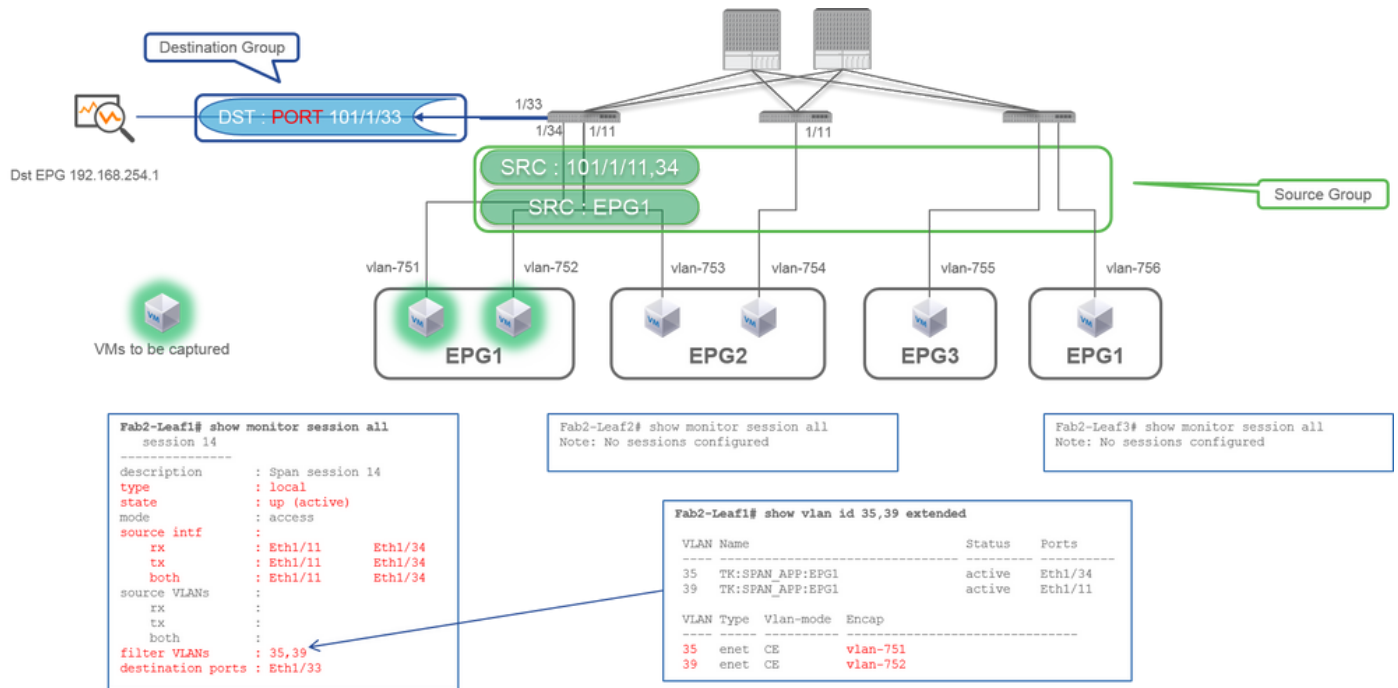 Destination Group
DST : PORT 101/1/33
1/33
1/34
1/11
1/11
Dst EPG 192.168.254.1
SRC : 101/1/11,34
SRC : EPG1
Source Group
vlan-751
vlan-752
vlan-753
vlan-754
vlan-755
vlan-756
VM
VM
VM
VM
VM
VM
VM
VMs to be captured
EPG1
EPG2
EPG3
EPG1
Fab2-Leaf1# show monitor session all
session 14
---------------
description : Span session 14
type : local
state : up (active)
mode : access
source intf :
rx : Eth1/11 Eth1/34
tx : Eth1/11 Eth1/34
both : Eth1/11 Eth1/34
source VLANs :
rx :
tx :
both :
filter VLANs : 35,39
destination ports : Eth1/33
Fab2-Leaf2# show monitor session all
Note: No sessions configured
Fab2-Leaf3# show monitor session all
Note: No sessions configured
Fab2-Leaf1# show vlan id 35,39 extended
VLAN Name Status Ports
---- -------------------------------- --------- ----------
35 TK:SPAN_APP:EPG1 active Eth1/34
39 TK:SPAN_APP:EPG1 active Eth1/11
VLAN Type Vlan-mode Encap
---- ----- ---------- -------------------------------
35 enet CE vlan-751
39 enet CE vlan-752